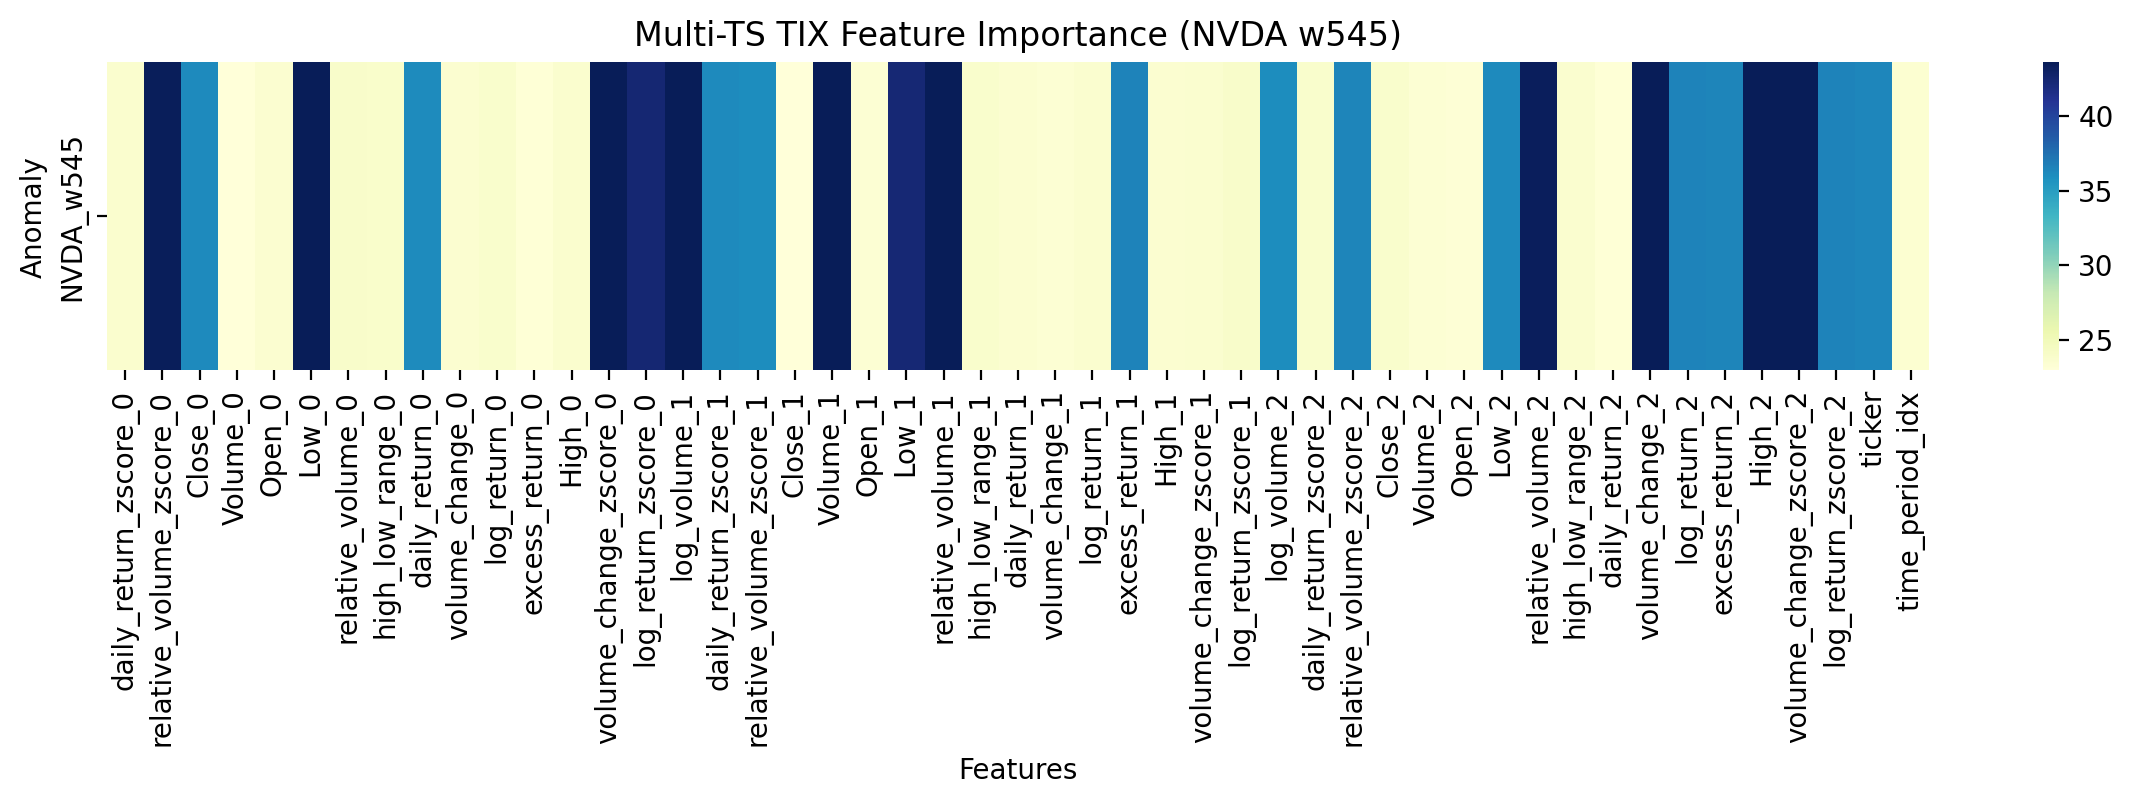 Multi-TS TIX Feature Importance (NVDA w545)
Anomaly
NVDA_w545
40
35
30
25
daily_return_zscore_0
relative_volume_zscore_0
Close_0
Volume_0
Open_0
Low_0
relative_volume_0
high_low_range_0
daily_return_0
volume_change_0
log_return_0
excess_return_0
High_0
volume_change_zscore_0
log_return_zscore_0
log_volume_1
daily_return_zscore_1
relative_volume_zscore_1
Close_1
Volume_1
Open_1
Low_1
relative_volume_1
high_low_range_1
daily_return_1
volume_change_1
log_return_1
excess_return_1
High_1
volume_change_zscore_1
log_return_zscore_1
log_volume_2
daily_return_zscore_2
relative_volume_zscore_2
Close_2
Volume_2
Open_2
Low_2
relative_volume_2
high_low_range_2
daily_return_2
volume_change_2
log_return_2
excess_return_2
High_2
volume_change_zscore_2
log_return_zscore_2
ticker
time_period_idx
Features